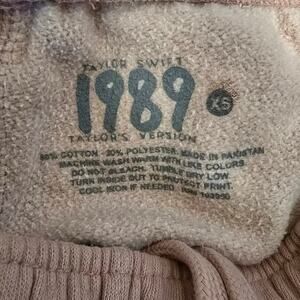 TAYLOR SWIFT
1989
XS
TAYLOR'S VERSION
80% COTTON - 20% POLYESTER. MADE IN PAKISTAN
MACHINE WASH WARM WITH LIKE COLORS.
DO NOT BLEACH. TUMBLE DRY LOW.
TURN INSIDE OUT TO PROTECT PRINT.
COOL IRON IF NEEDED